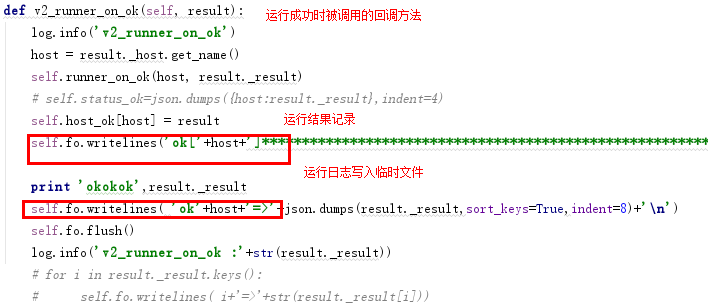 def v2_runner_on_ok(self, result):
运行成功时被调用的回调方法
log.info('v2_runner_on_ok')
host = result._host.get_name()
self.runner_on_ok(host, result._result)
# self.status_ok=json.dumps({host:result._result},indent=4)
self.host_ok[host] = result
运行结果记录
self.fo.writelines('ok['+host+']***********************************************************
运行日志写入临时文件
print 'okokok',result._result
self.fo.writelines( 'ok'+host+'=>'+json.dumps(result._result,sort_keys=True,indent=8)+'\n')
self.fo.flush()
log.info('v2_runner_on_ok :'+str(result._result))
# for i in result._result.keys():
#     self.fo.writelines( i+'=>'+str(result._result[i]))